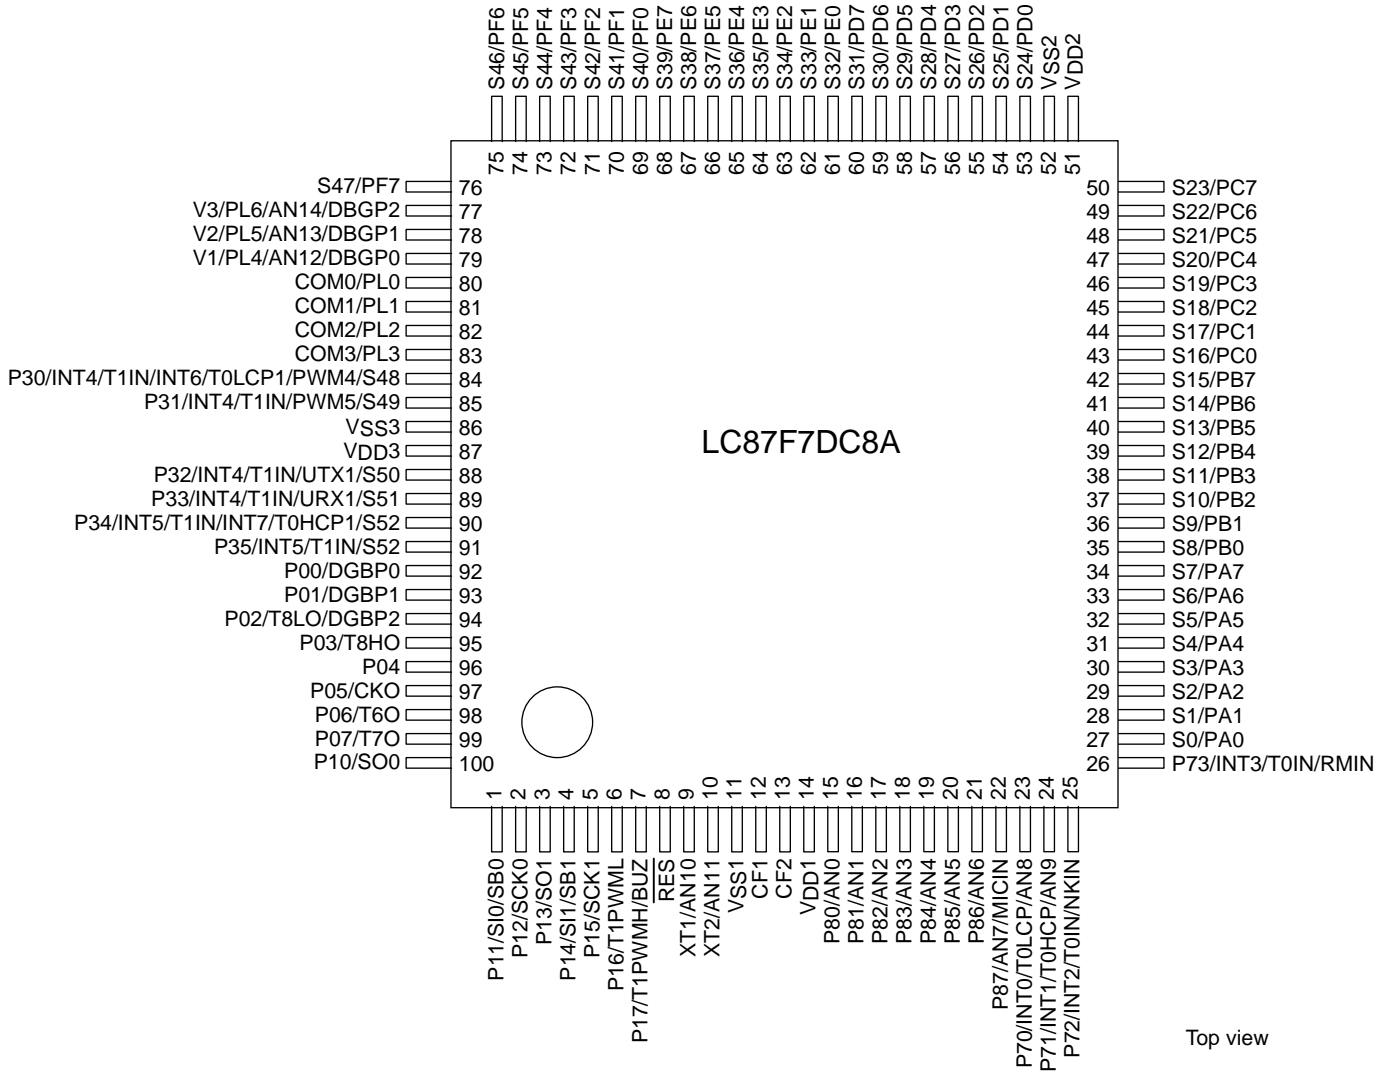 S46/PF6
S45/PF5
S44/PF4
S43/PF3
S42/PF2
S41/PF1
S40/PF0
S39/PE7
S38/PE6
S37/PE5
S36/PE4
S35/PE3
S34/PE2
S33/PE1
S32/PE0
S31/PD7
S30/PD6
S29/PD5
S28/PD4
S27/PD3
S26/PD2
S25/PD1
S24/PD0
VSS2
VDD2
75 74 73 72 71 70 69 68 67 66 65 64 63 62 61 60 59 58 57 56 55 54 53 52 51
S47/PF7 76
V3/PL6/AN14/DBGP2 77
V2/PL5/AN13/DBGP1 78
V1/PL4/AN12/DBGP0 79
COM0/PL0 80
COM1/PL1 81
COM2/PL2 82
COM3/PL3 83
P30/INT4/T1IN/INT6/T0LCP1/PWM4/S48 84
P31/INT4/T1IN/PWM5/S49 85
VSS3 86
VDD3 87
P32/INT4/T1IN/UTX1/S50 88
P33/INT4/T1IN/URX1/S51 89
P34/INT5/T1IN/INT7/T0HCP1/S52 90
P35/INT5/T1IN/S52 91
P00/DGBP0 92
P01/DGBP1 93
P02/T8LO/DGBP2 94
P03/T8HO 95
P04 96
P05/CKO 97
P06/T6O 98
P07/T7O 99
P10/SO0 100
LC87F7DC8A
50 S23/PC7
49 S22/PC6
48 S21/PC5
47 S20/PC4
46 S19/PC3
45 S18/PC2
44 S17/PC1
43 S16/PC0
42 S15/PB7
41 S14/PB6
40 S13/PB5
39 S12/PB4
38 S11/PB3
37 S10/PB2
36 S9/PB1
35 S8/PB0
34 S7/PA7
33 S6/PA6
32 S5/PA5
31 S4/PA4
30 S3/PA3
29 S2/PA2
28 S1/PA1
27 S0/PA0
26 P73/INT3/T0IN/RMIN
1 2 3 4 5 6 7 8 9 10 11 12 13 14 15 16 17 18 19 20 21 22 23 24 25
P11/SI0/SB0
P12/SCK0
P13/SO1
P14/SI1/SB1
P15/SCK1
P16/T1PWML
P17/T1PWMH/BUZ
RES
XT1/AN10
XT2/AN11
VSS1
CF1
CF2
VDD1
P80/AN0
P81/AN1
P82/AN2
P83/AN3
P84/AN4
P85/AN5
P86/AN6
P87/AN7/MICIN
P70/INT0/T0LCP/AN8
P71/INT1/T0HCP/AN9
P72/INT2/T0IN/NKIN
Top view